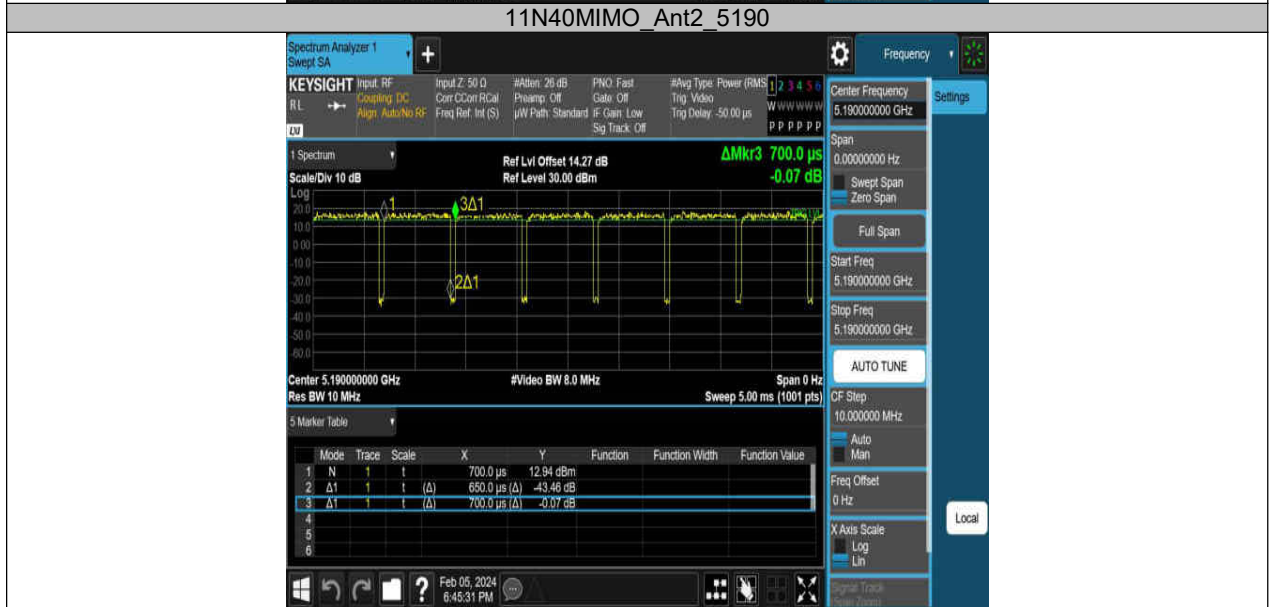 11N40MIMO_Ant2_5190
Spectrum Analyzer 1
Swept SA
+
Frequency
KEYSIGHT
RL
Input: RF
Coupling: DC
Align: Auto/No RF
Input Z: 50 Ω
Corr CCorr RCal
Freq Ref: Int (S)
#Atten: 26 dB
Preamp: Off
µW Path: Standard
PNO: Fast
Gate: Off
IF Gain: Low
Sig Track: Off
#Avg Type: Power (RMS
Trig: Video
Trig Delay: -50.00 µs
1 2 3 4 5 6
W W W W W W
P P P P P P
LXI
1 Spectrum
Scale/Div 10 dB
Ref Lvl Offset 14.27 dB
Ref Level 30.00 dBm
ΔMkr3 700.0 µs
-0.07 dB
Log
20.0
10.0
0.00
-10.0
-20.0
-30.0
-40.0
-50.0
-60.0
1
3Δ1
2Δ1
Center 5.190000000 GHz
#Video BW 8.0 MHz
Span 0 Hz
Res BW 10 MHz
Sweep 5.00 ms (1001 pts)
5 Marker Table
Mode Trace Scale X Y Function Function Width Function Value
1 N 1 t 700.0 µs 12.94 dBm
2 Δ1 1 t (Δ) 650.0 µs (Δ) -43.46 dB
3 Δ1 1 t (Δ) 700.0 µs (Δ) -0.07 dB
4
5
6
?
Feb 05, 2024
6:45:31 PM
Center Frequency
5.190000000 GHz
Settings
Span
0.00000000 Hz
Swept Span
Zero Span
Full Span
Start Freq
5.190000000 GHz
Stop Freq
5.190000000 GHz
AUTO TUNE
CF Step
10.000000 MHz
Auto
Man
Freq Offset
0 Hz
X Axis Scale
Log
Lin
Local
Signal Track
(Span Zoom)